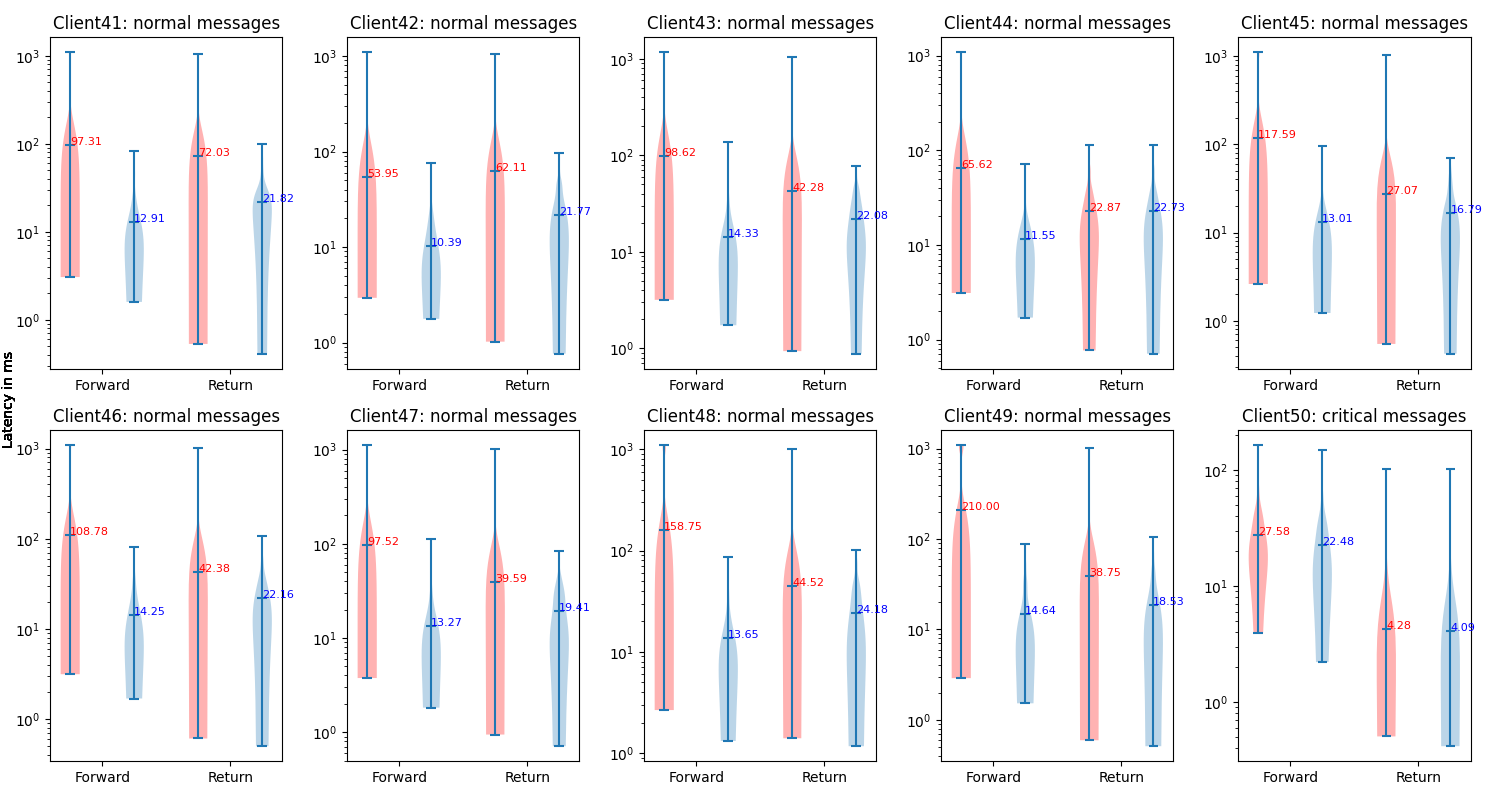 Latency in ms
Client41: normal messages
10³
10²
10¹
10⁰
97.31
12.91
72.03
21.82
Forward
Return
Client42: normal messages
10³
10²
10¹
10⁰
53.95
10.39
62.11
21.77
Forward
Return
Client43: normal messages
10³
10²
10¹
10⁰
98.62
14.33
42.28
22.08
Forward
Return
Client44: normal messages
10³
10²
10¹
10⁰
65.62
11.55
22.87
22.73
Forward
Return
Client45: normal messages
10³
10²
10¹
10⁰
117.59
13.01
27.07
16.79
Forward
Return
Client46: normal messages
10³
10²
10¹
10⁰
108.78
14.25
42.38
22.16
Forward
Return
Client47: normal messages
10³
10²
10¹
10⁰
97.52
13.27
39.59
19.41
Forward
Return
Client48: normal messages
10³
10²
10¹
10⁰
158.75
13.65
44.52
24.18
Forward
Return
Client49: normal messages
10³
10²
10¹
10⁰
210.00
14.64
38.75
18.53
Forward
Return
Client50: critical messages
10²
10¹
10⁰
27.58
22.48
4.28
4.09
Forward
Return